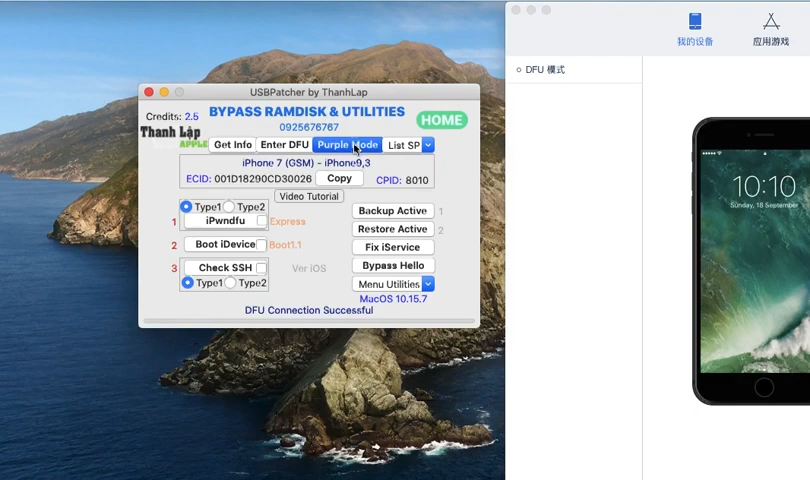 USBPatcher by ThanhLap
Credits: 2.5
BYPASS RAMDISK & UTILITIES
0925676767
HOME
Thanh Lập
APPLE
Get Info
Enter DFU
Purple Mode
List SP
iPhone 7 (GSM) - iPhone9,3
ECID: 001D18290CD30026
Copy
CPID: 8010
Video Tutorial
Type1 Type2
1 iPwndfu Express
2 Boot iDevice Boot1.1
3 Check SSH Ver iOS
Type1 Type2
Backup Active 1
Restore Active 2
Fix iService
Bypass Hello
Menu Utilities
MacOS 10.15.7
DFU Connection Successful
我的设备
应用游戏
DFU 模式
10:10
Sunday, 18 September